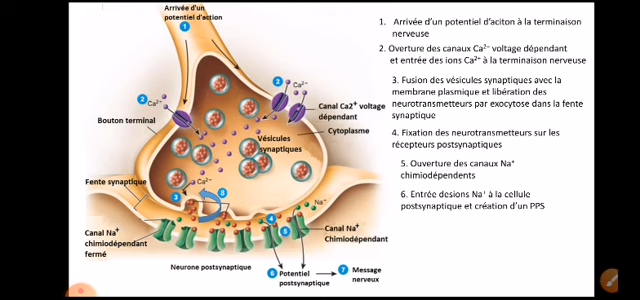 Arrivée d'un
potentiel d'action
1
1. Arrivée d'un potentiel d'aciton à la terminaison
nerveuse
2. Overture des canaux Ca²⁻ voltage dépendant
et entrée des ions Ca²⁺ à la terminaison nerveuse
3. Fusion des vésicules synaptiques avec la
membrane plasmique et libération des
neurotransmetteurs par exocytose dans la fente
synaptique
4. Fixation des neurotransmetteurs sur les
récepteurs postsynaptiques
5. Ouverture des canaux Na⁺
chimiodépendents
6. Entrée desions Na⁺ à la cellule
postsynaptique et création d'un PPS
2
Ca²⁻
2
Ca²⁻
Canal Ca2⁺ voltage
dépendant
Bouton terminal
Cytoplasme
Vésicules
synaptiques
Fente synaptique
Ca²⁻
3
8
Na⁺
4
5
Canal Na⁺
chimiodépendant
fermé
Canal Na⁺
Chimiodépendant
Neurone postsynaptique
6 Potentiel
postsynaptique
7 Message
nerveux